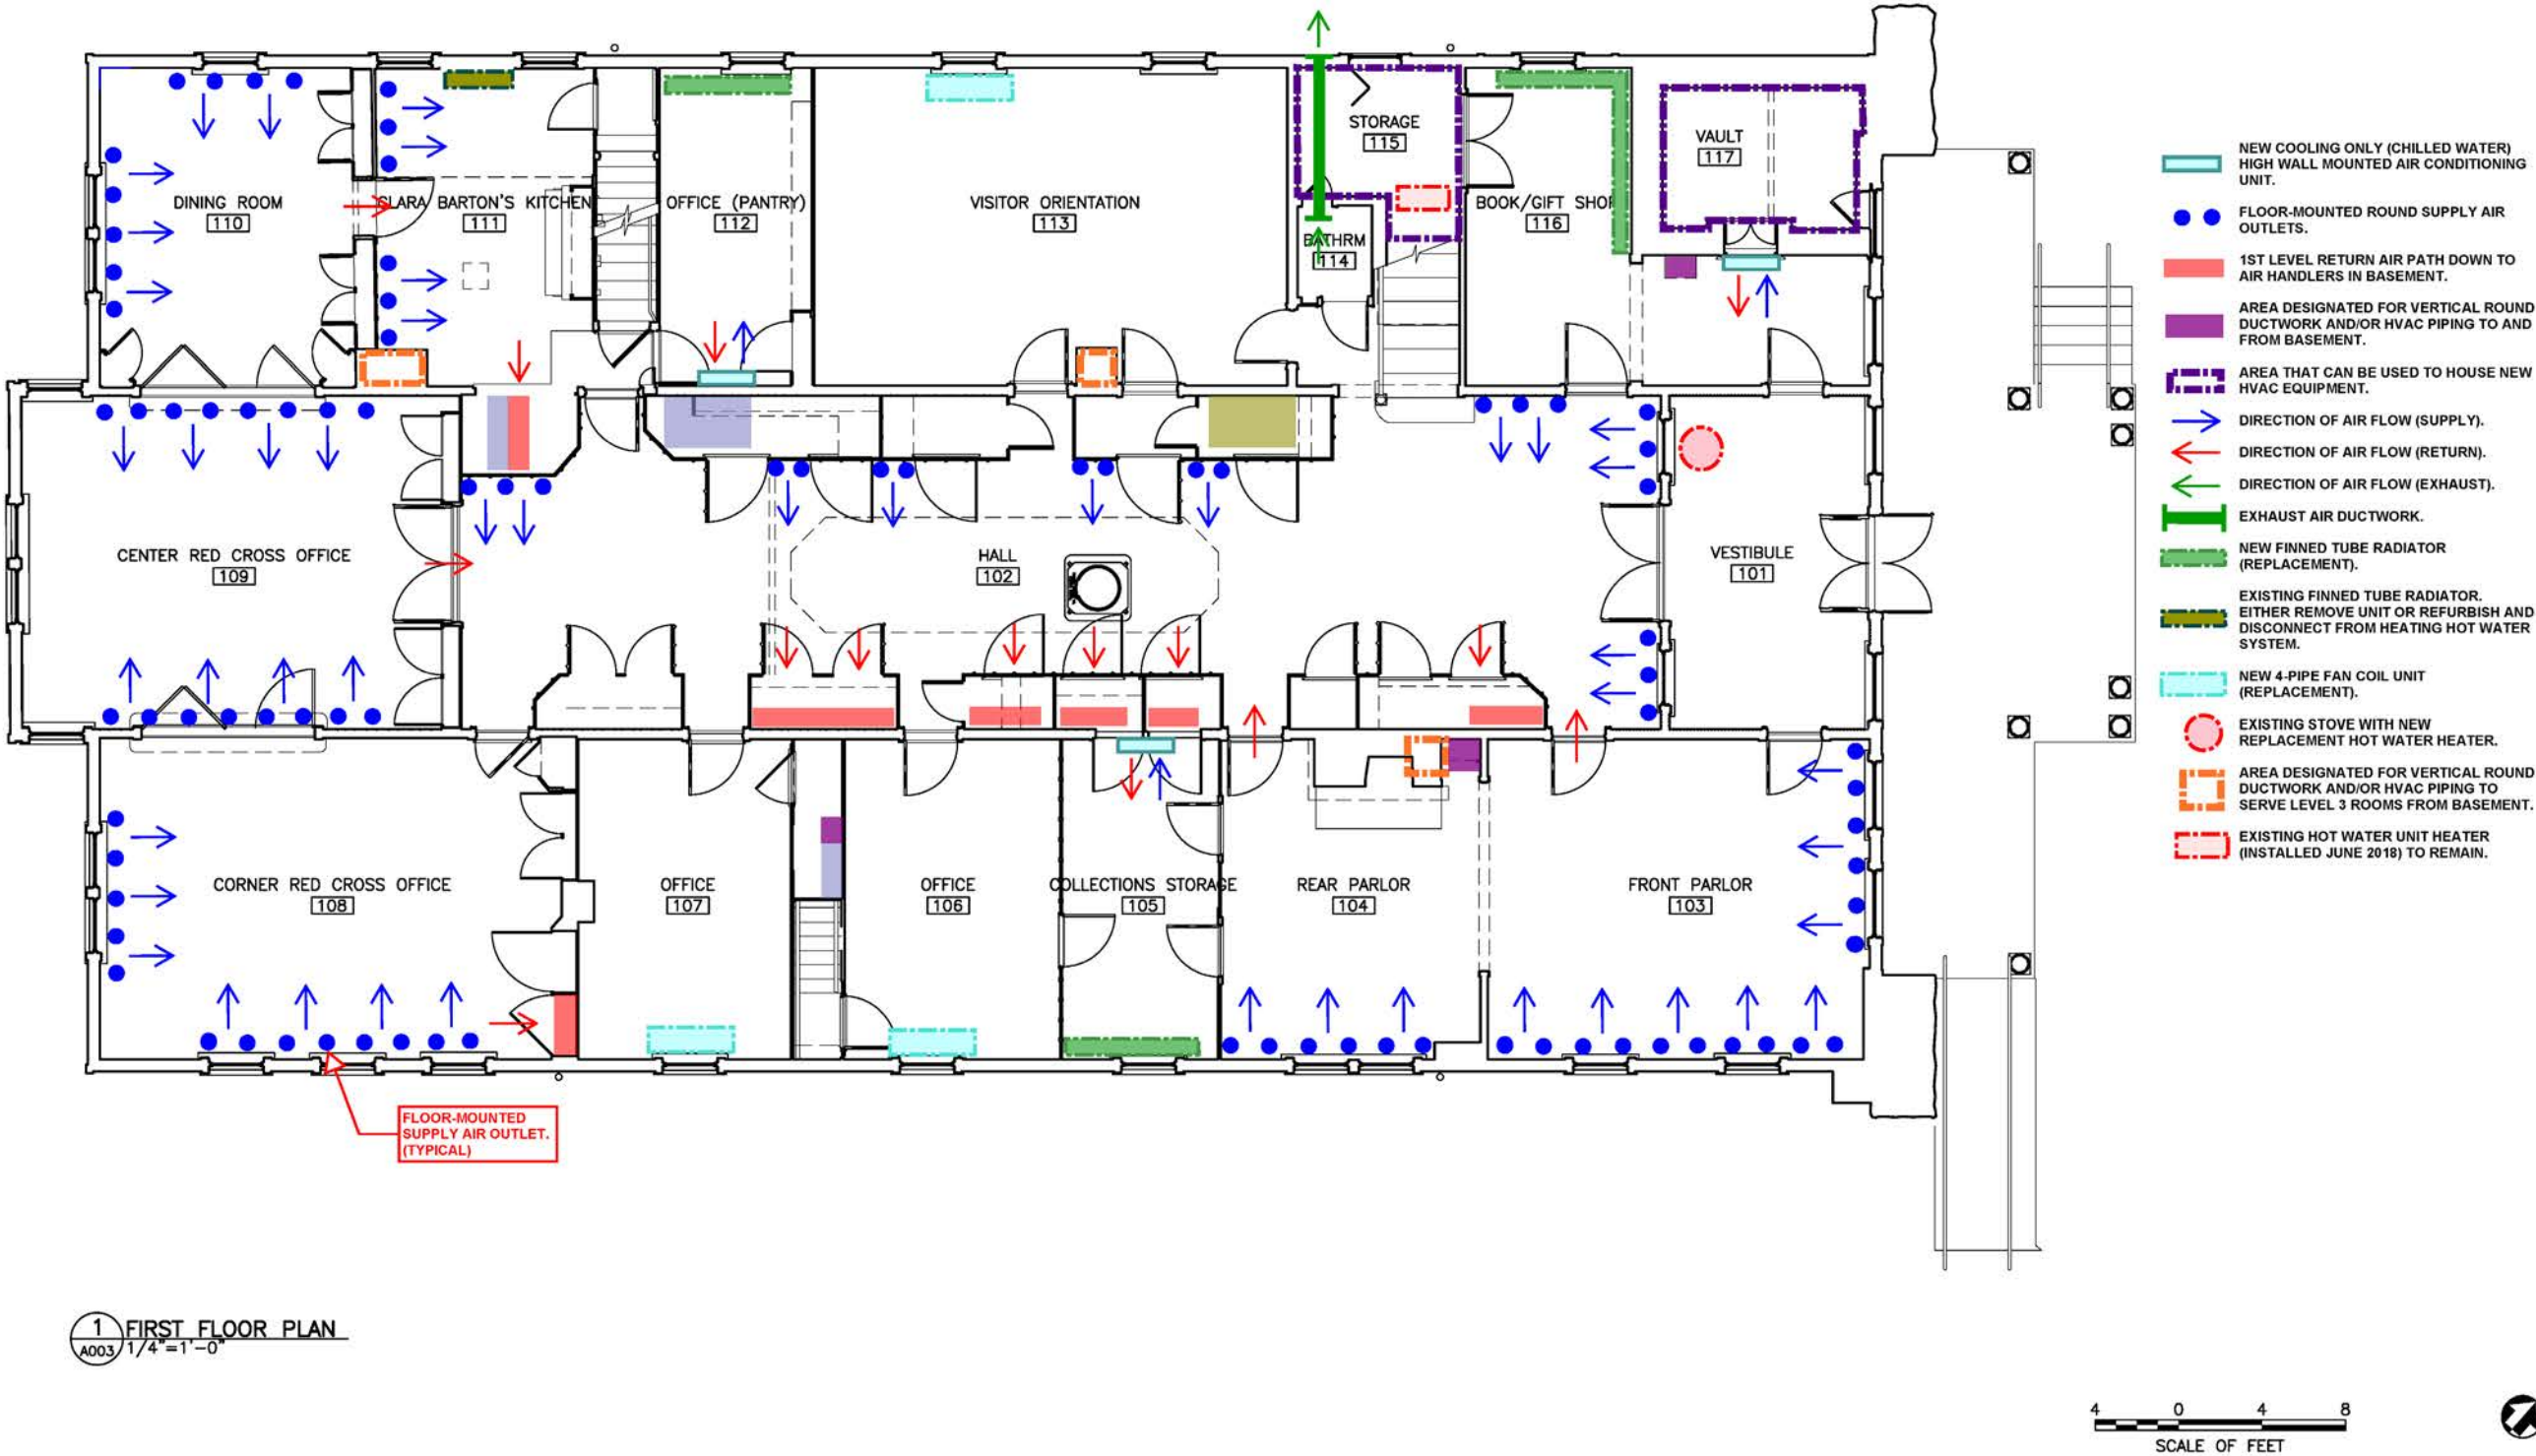 DINING ROOM
110
CLARA BARTON'S KITCHEN
111
OFFICE (PANTRY)
112
VISITOR ORIENTATION
113
STORAGE
115
BATHRM
114
BOOK/GIFT SHOP
116
VAULT
117
CENTER RED CROSS OFFICE
109
HALL
102
VESTIBULE
101
CORNER RED CROSS OFFICE
108
OFFICE
107
OFFICE
106
COLLECTIONS STORAGE
105
REAR PARLOR
104
FRONT PARLOR
103
FLOOR-MOUNTED
SUPPLY AIR OUTLET.
(TYPICAL)
NEW COOLING ONLY (CHILLED WATER)
HIGH WALL MOUNTED AIR CONDITIONING
UNIT.
FLOOR-MOUNTED ROUND SUPPLY AIR
OUTLETS.
1ST LEVEL RETURN AIR PATH DOWN TO
AIR HANDLERS IN BASEMENT.
AREA DESIGNATED FOR VERTICAL ROUND
DUCTWORK AND/OR HVAC PIPING TO AND
FROM BASEMENT.
AREA THAT CAN BE USED TO HOUSE NEW
HVAC EQUIPMENT.
DIRECTION OF AIR FLOW (SUPPLY).
DIRECTION OF AIR FLOW (RETURN).
DIRECTION OF AIR FLOW (EXHAUST).
EXHAUST AIR DUCTWORK.
NEW FINNED TUBE RADIATOR
(REPLACEMENT).
EXISTING FINNED TUBE RADIATOR.
EITHER REMOVE UNIT OR REFURBISH AND
DISCONNECT FROM HEATING HOT WATER
SYSTEM.
NEW 4-PIPE FAN COIL UNIT
(REPLACEMENT).
EXISTING STOVE WITH NEW
REPLACEMENT HOT WATER HEATER.
AREA DESIGNATED FOR VERTICAL ROUND
DUCTWORK AND/OR HVAC PIPING TO
SERVE LEVEL 3 ROOMS FROM BASEMENT.
EXISTING HOT WATER UNIT HEATER
(INSTALLED JUNE 2018) TO REMAIN.
1 FIRST FLOOR PLAN
A003 1/4"=1'-0"
4 0 4 8
SCALE OF FEET